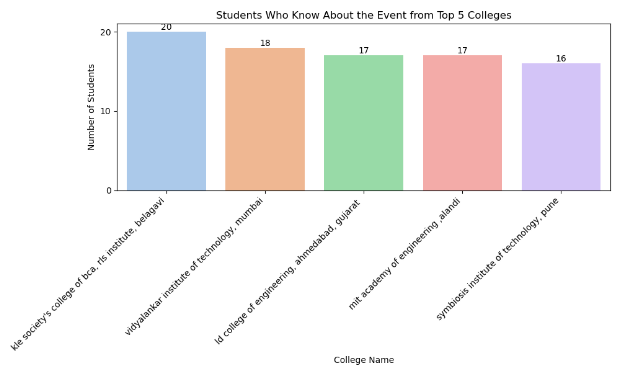 Students Who Know About the Event from Top 5 Colleges
Number of Students
20
10
0
20
18
17
17
16
kle society's college of bca, rls institute, belagavi
vidyalankar institute of technology, mumbai
ld college of engineering, ahmedabad, gujarat
mit academy of engineering ,alandi
symbiosis institute of technology, pune
College Name